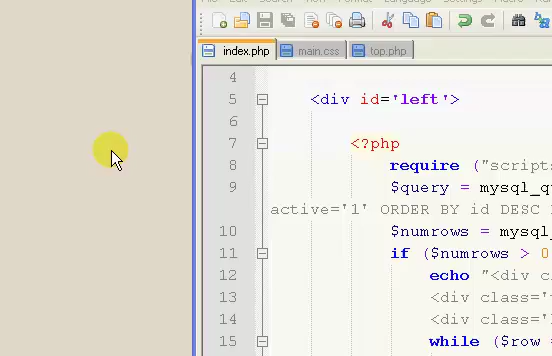 index.php main.css top.php
4
5 <div id='left'>
6
7 <?php
8 require ("scripts
9 $query = mysql_qu
active='1' ORDER BY id DESC
10 $numrows = mysql_
11 if ($numrows > 0
12 echo "<div c
13 <div class='
14 <div class='
15 while ($row =